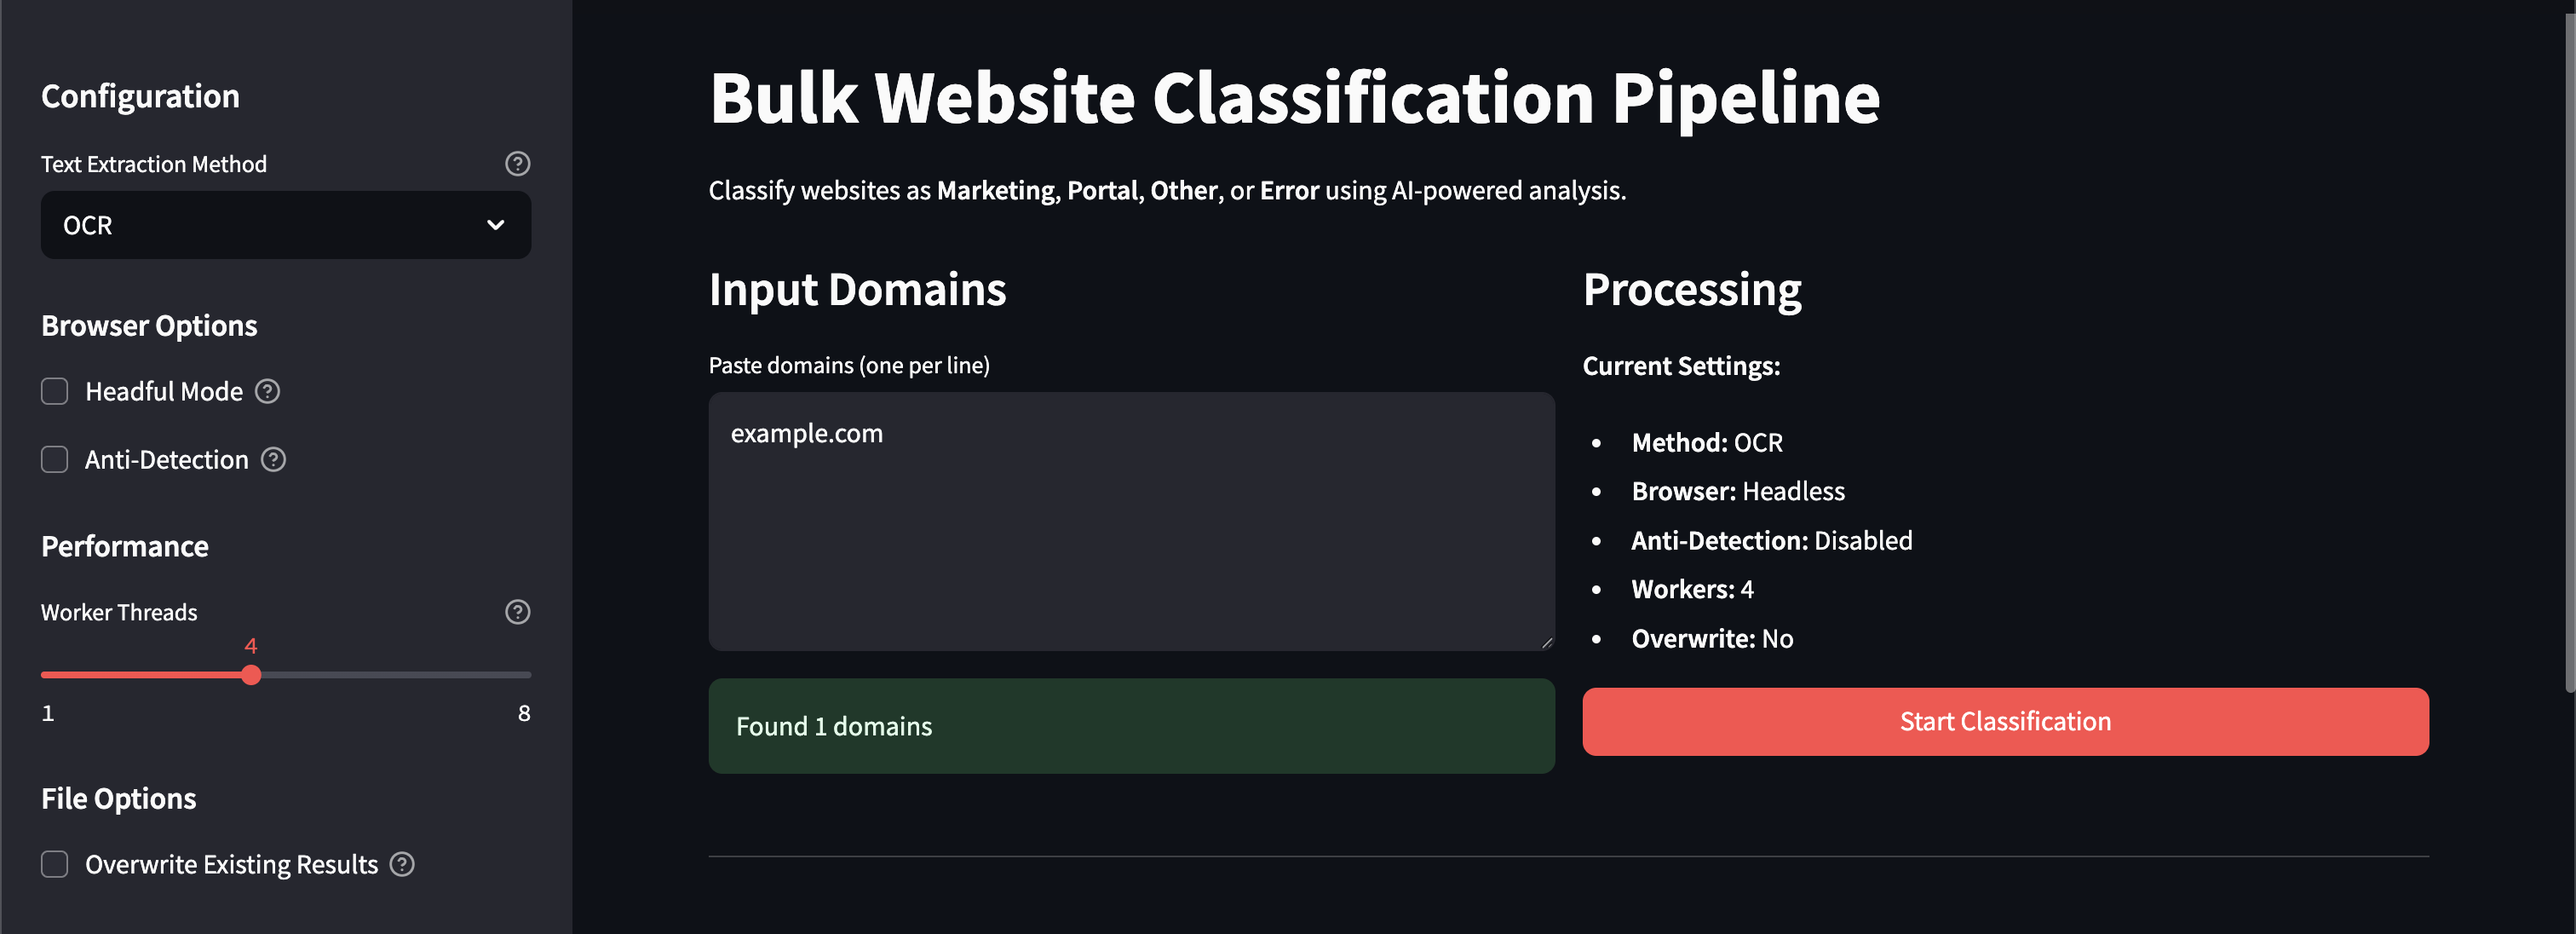 Configuration
Text Extraction Method
OCR
Browser Options
Headful Mode
Anti-Detection
Performance
Worker Threads
4
1 8
File Options
Overwrite Existing Results
Bulk Website Classification Pipeline
Classify websites as Marketing, Portal, Other, or Error using AI-powered analysis.
Input Domains
Paste domains (one per line)
example.com
Found 1 domains
Processing
Current Settings:
• Method: OCR
• Browser: Headless
• Anti-Detection: Disabled
• Workers: 4
• Overwrite: No
Start Classification